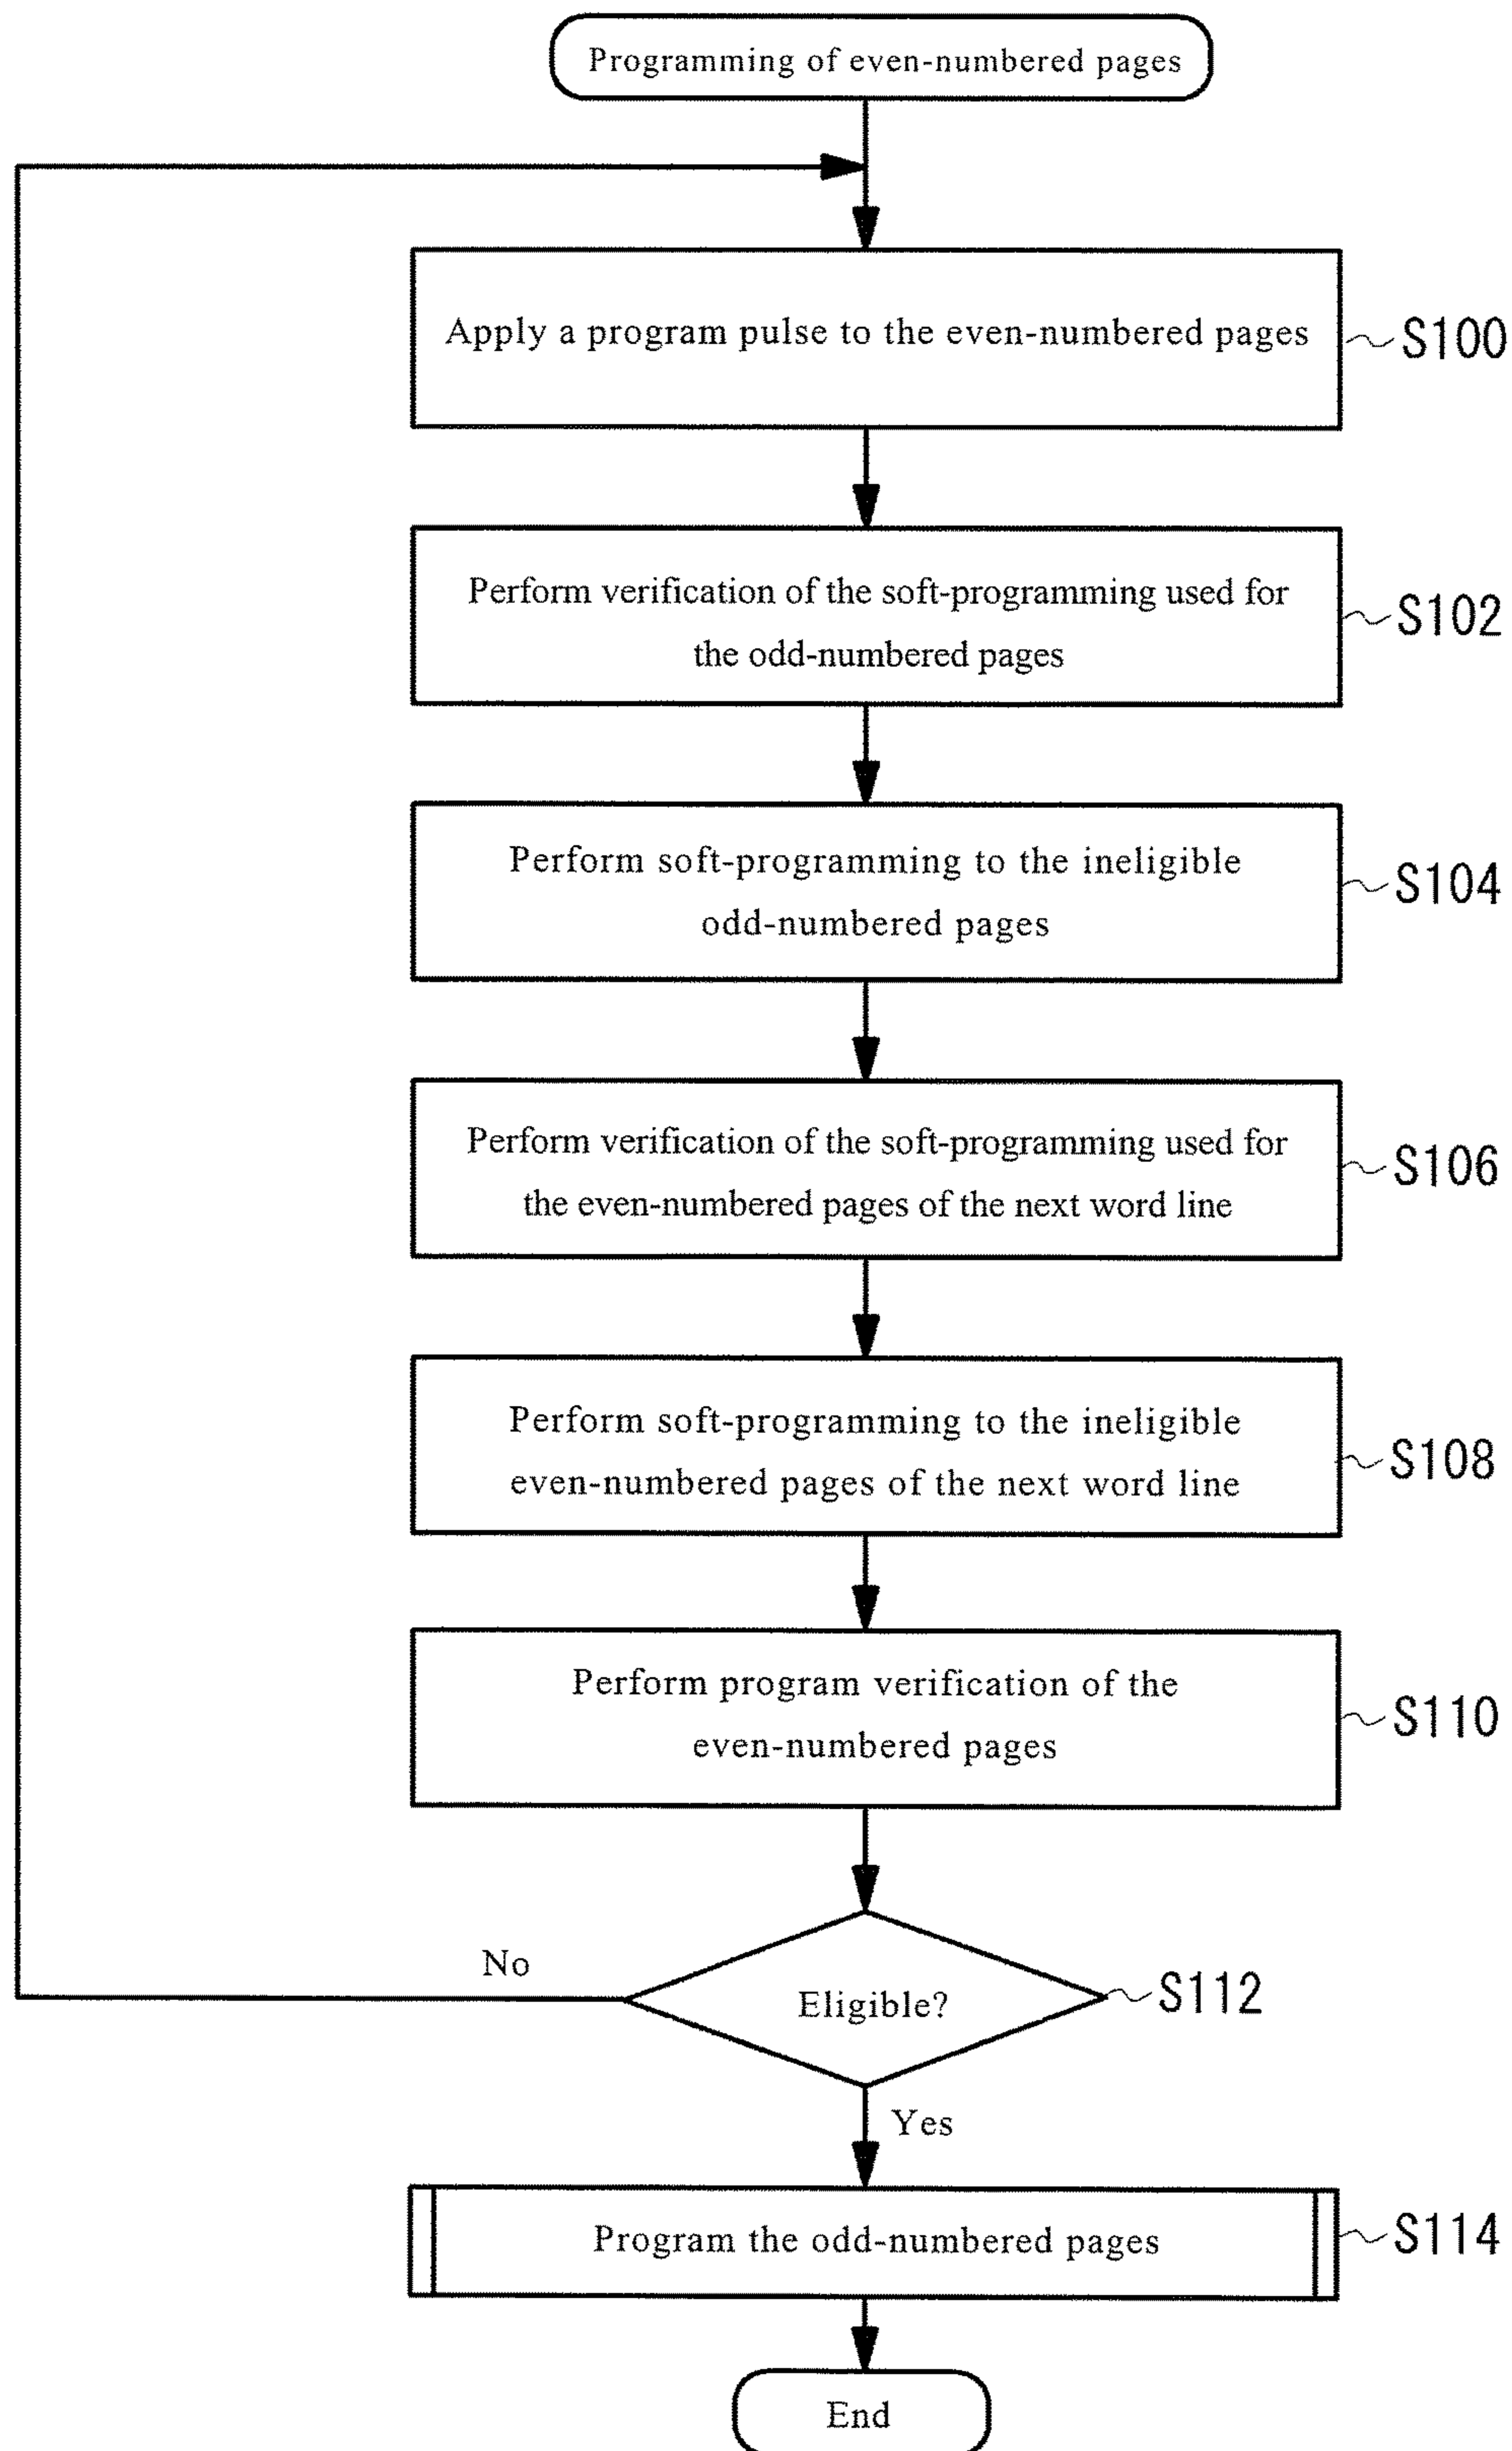 Programming of even-numbered pages
Apply a program pulse to the even-numbered pages
S100
Perform verification of the soft-programming used for
the odd-numbered pages
S102
Perform soft-programming to the ineligible
odd-numbered pages
S104
Perform verification of the soft-programming used for
the even-numbered pages of the next word line
S106
Perform soft-programming to the ineligible
even-numbered pages of the next word line
S108
Perform program verification of the
even-numbered pages
S110
No
Eligible?
S112
Yes
Program the odd-numbered pages
S114
End